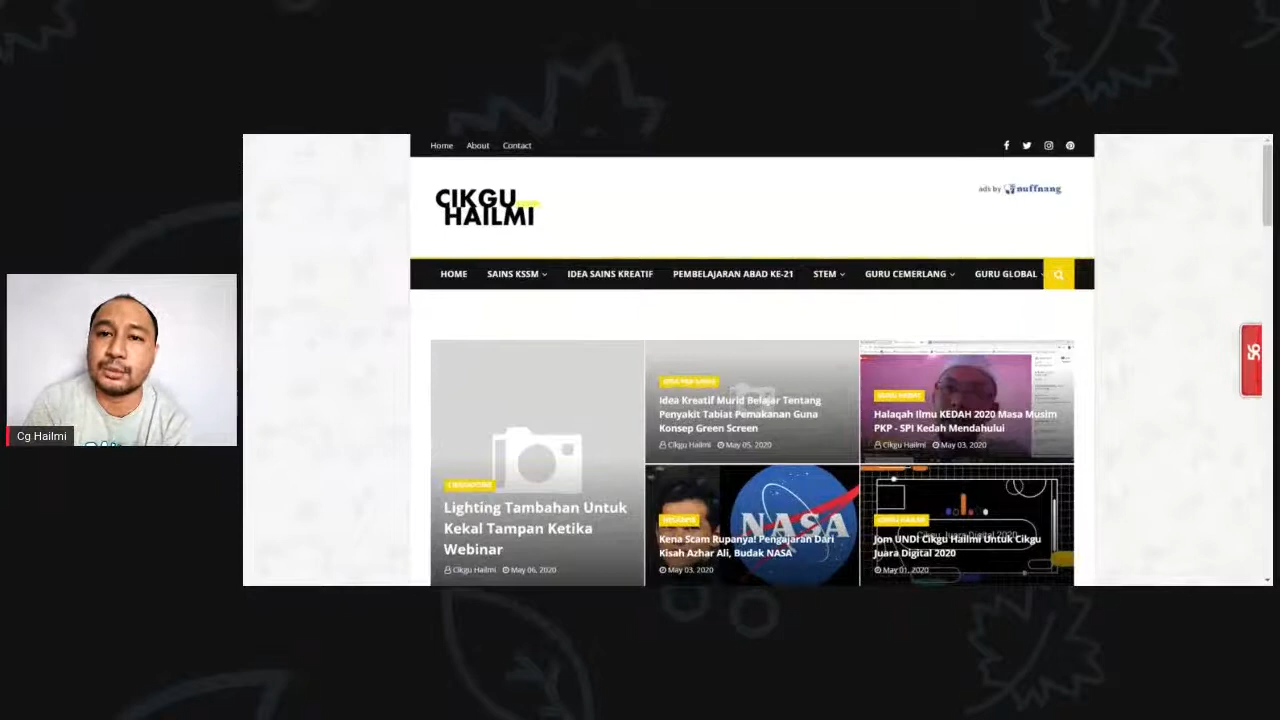 Home About Contact
CIKGU
HAILMI
ads by nuffnang
HOME SAINS KSSM IDEA SAINS KREATIF PEMBELAJARAN ABAD KE-21 STEM GURU CEMERLANG GURU GLOBAL
Lighting Tambahan Untuk
Kekal Tampan Ketika
Webinar
Cikgu Hailmi May 06, 2020
Idea Kreatif Murid Belajar Tentang
Penyakit Tabiat Pemakanan Guna
Konsep Green Screen
Cikgu Hailmi May 05, 2020
Halaqah Ilmu KEDAH 2020 Masa Musim
PKP - SPI Kedah Mendahului
Cikgu Hailmi May 03, 2020
NASA
Kena Scam Rupanya! Pengajaran Dari
Kisah Azhar Ali, Budak NASA
May 03, 2020
CIKGU HAILMI
Jom UNDI Cikgu Hailmi Untuk Cikgu
Juara Digital 2020
May 01, 2020
Cg Hailmi